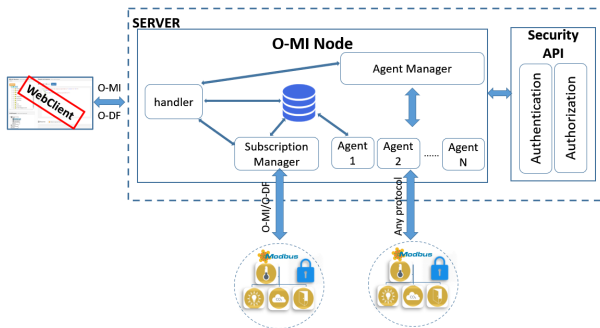 SERVER
O-MI Node
Security
API
O-MI
O-DF
WebClient
handler
Agent Manager
Subscription
Manager
Agent
1
Agent
2
......
Agent
N
Authentication
Authorization
O-MI/O-DF
Any protocol
Modbus
Modbus